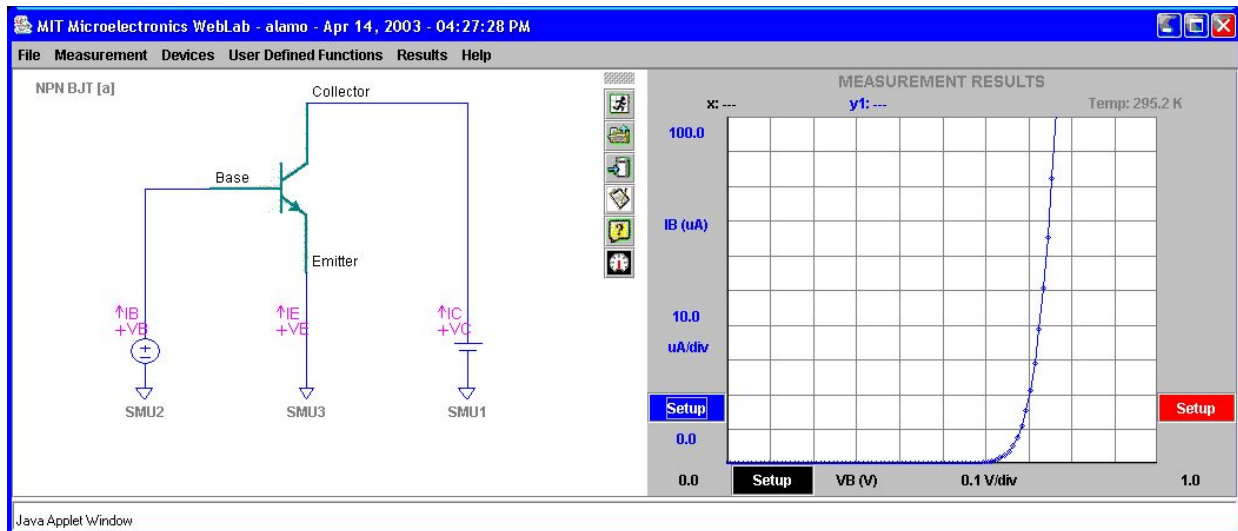 MIT Microelectronics WebLab - alamo - Apr 14, 2003 - 04:27:28 PM
File Measurement Devices User Defined Functions Results Help
NPN BJT [a]
Collector
Base
Emitter
↑IB
+VB
↑IE
+VE
↑IC
+VC
SMU2
SMU3
SMU1
MEASUREMENT RESULTS
x: ---
y1: ---
Temp: 295.2 K
100.0
IB (uA)
10.0
uA/div
Setup
Setup
0.0
0.0
Setup
VB (V)
0.1 V/div
1.0
Java Applet Window